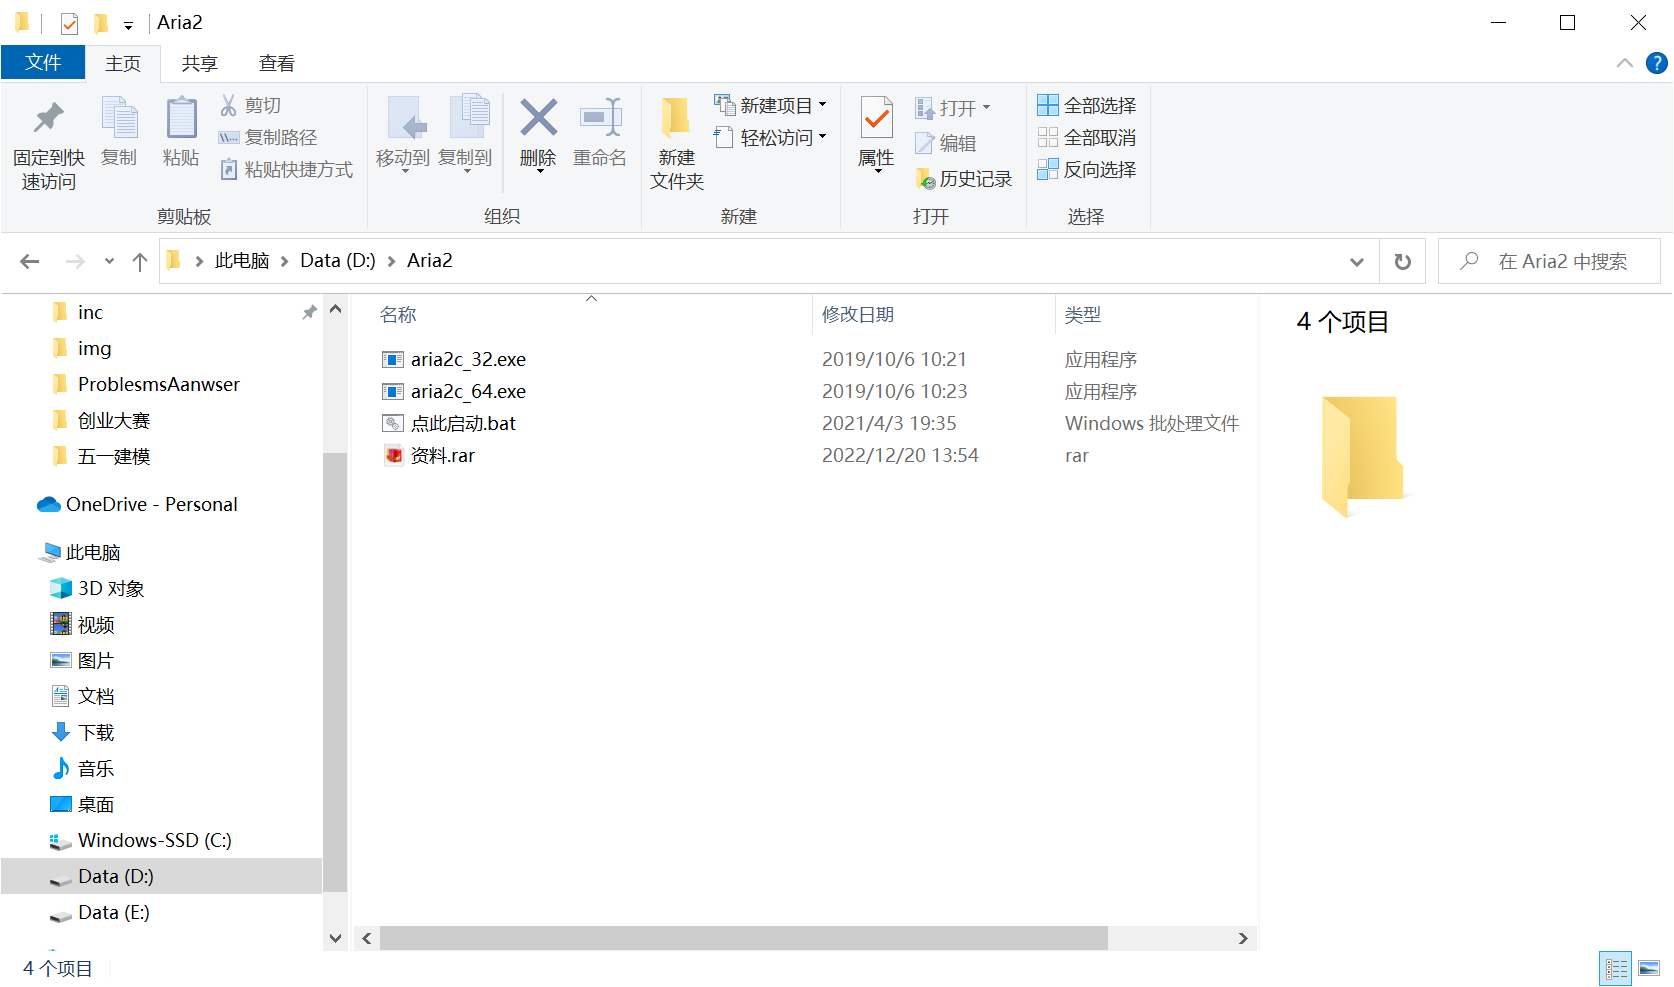 Aria2
文件 主页 共享 查看
固定到快速访问
复制
粘贴
剪切
复制路径
粘贴快捷方式
剪贴板
移动到
复制到
删除
重命名
组织
新建
文件夹
新建项目
轻松访问
新建
属性
打开
编辑
历史记录
打开
全部选择
全部取消
反向选择
选择
此电脑 Data (D:) Aria2
在 Aria2 中搜索
inc
img
ProblesmsAanwser
创业大赛
五一建模
OneDrive - Personal
此电脑
3D 对象
视频
图片
文档
下载
音乐
桌面
Windows-SSD (C:)
Data (D:)
Data (E:)
名称 修改日期 类型
aria2c_32.exe 2019/10/6 10:21 应用程序
aria2c_64.exe 2019/10/6 10:23 应用程序
点此启动.bat 2021/4/3 19:35 Windows 批处理文件
资料.rar 2022/12/20 13:54 rar
4 个项目
4 个项目